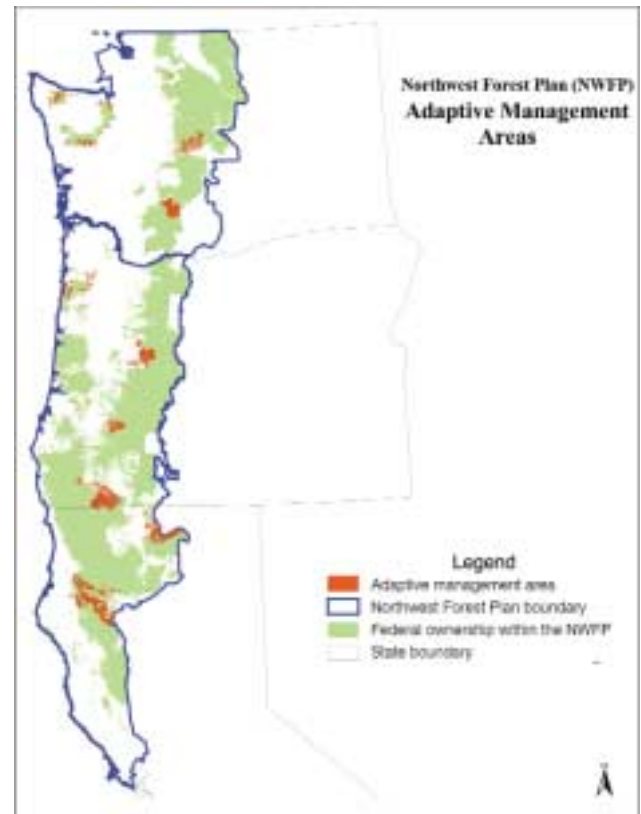 Northwest Forest Plan (NWFP)
Adaptive Management
Areas
Legend
Adaptive management area
Northwest Forest Plan boundary
Federal ownership within the NWFP
State boundary